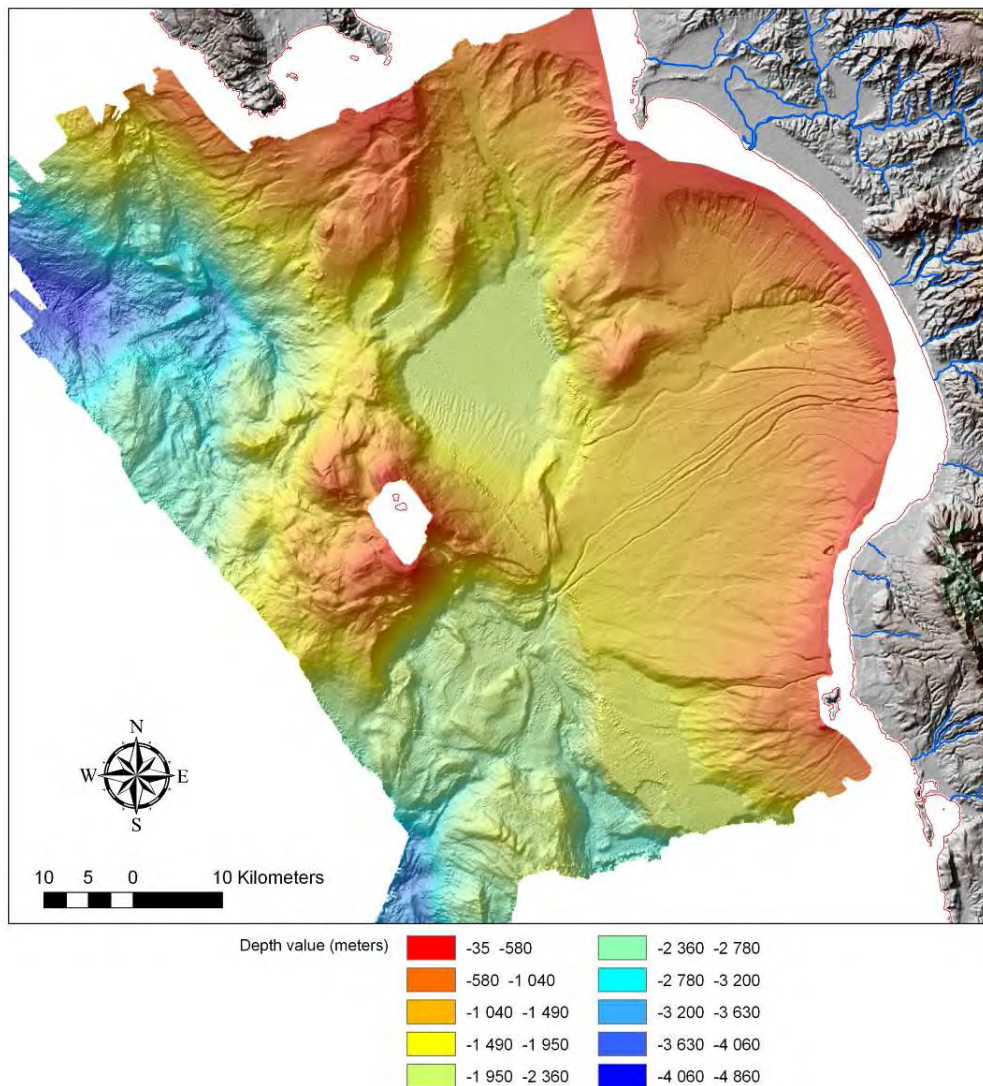 N
W E
S
10 5 0 10 Kilometers
Depth value (meters)
-35 -580
-580 -1 040
-1 040 -1 490
-1 490 -1 950
-1 950 -2 360
-2 360 -2 780
-2 780 -3 200
-3 200 -3 630
-3 630 -4 060
-4 060 -4 860